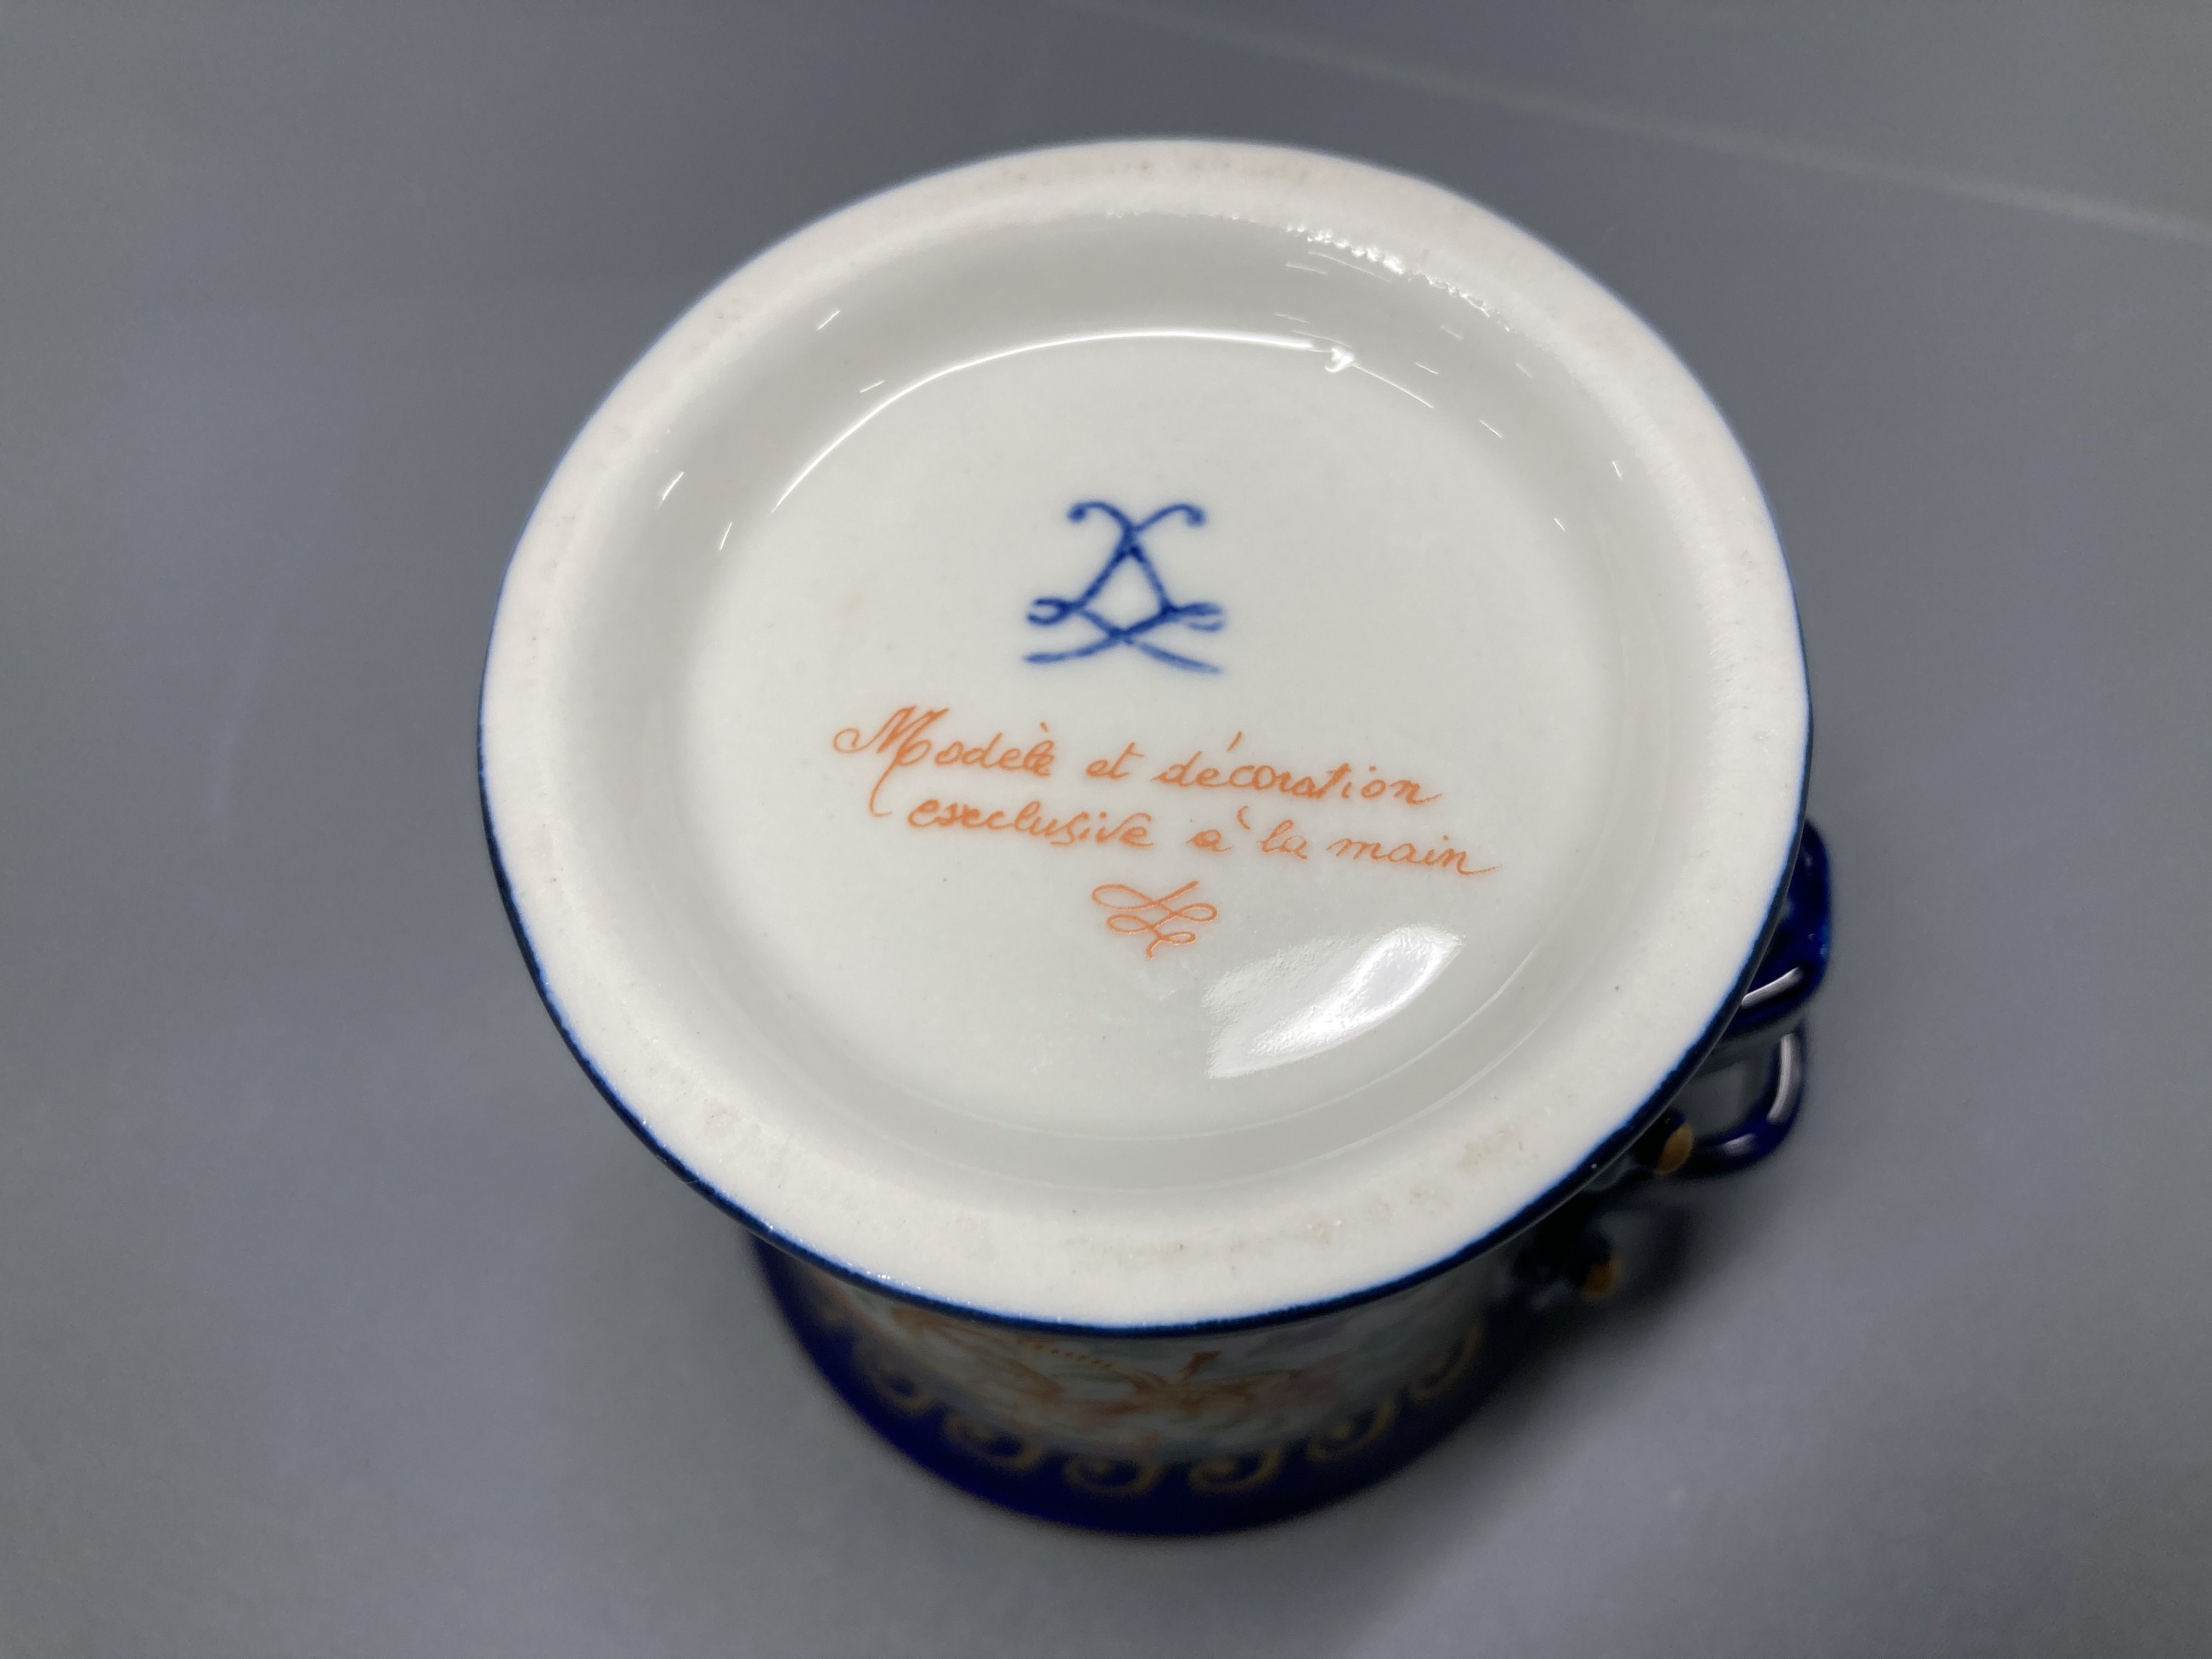 Modèle et décoration
exclusive à la main